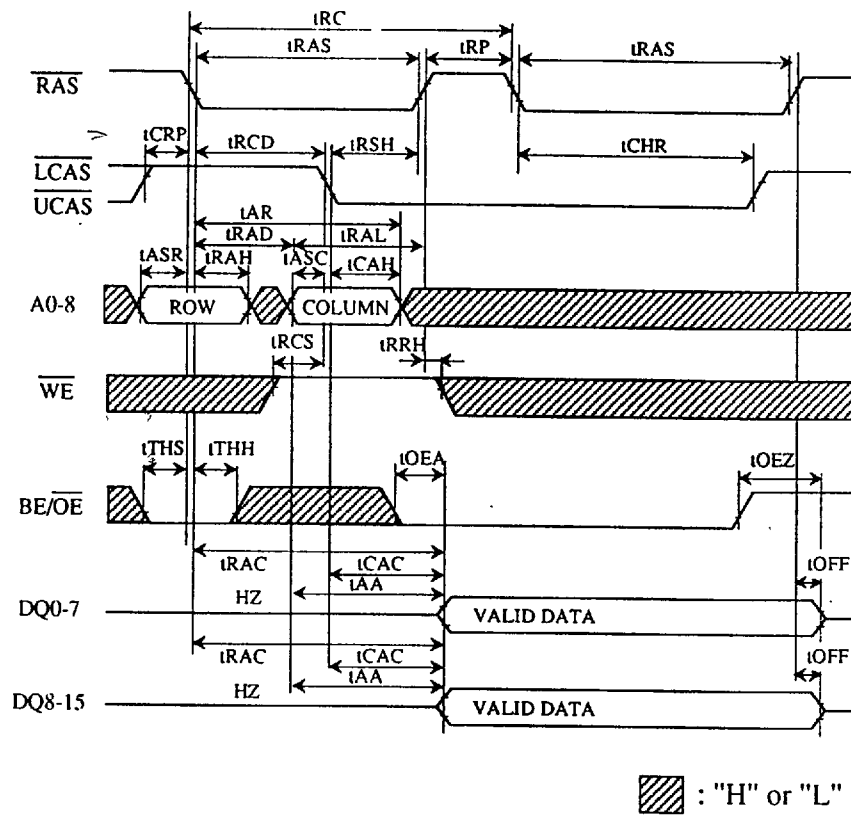 tRC
tRAS tRP tRAS
RAS
tCRP tRCD tRSH tCHR
LCAS
UCAS
tAR
tRAD tRAL
tASR tRAH tASC tCAH
A0-8 ROW COLUMN
tRCS tRRH
WE
tTHS tTHH tOEA tOEZ
BE/OE
tRAC tCAC tOFF
tAA
DQ0-7 HZ VALID DATA
tRAC tCAC tOFF
tAA
DQ8-15 HZ VALID DATA
: "H" or "L"